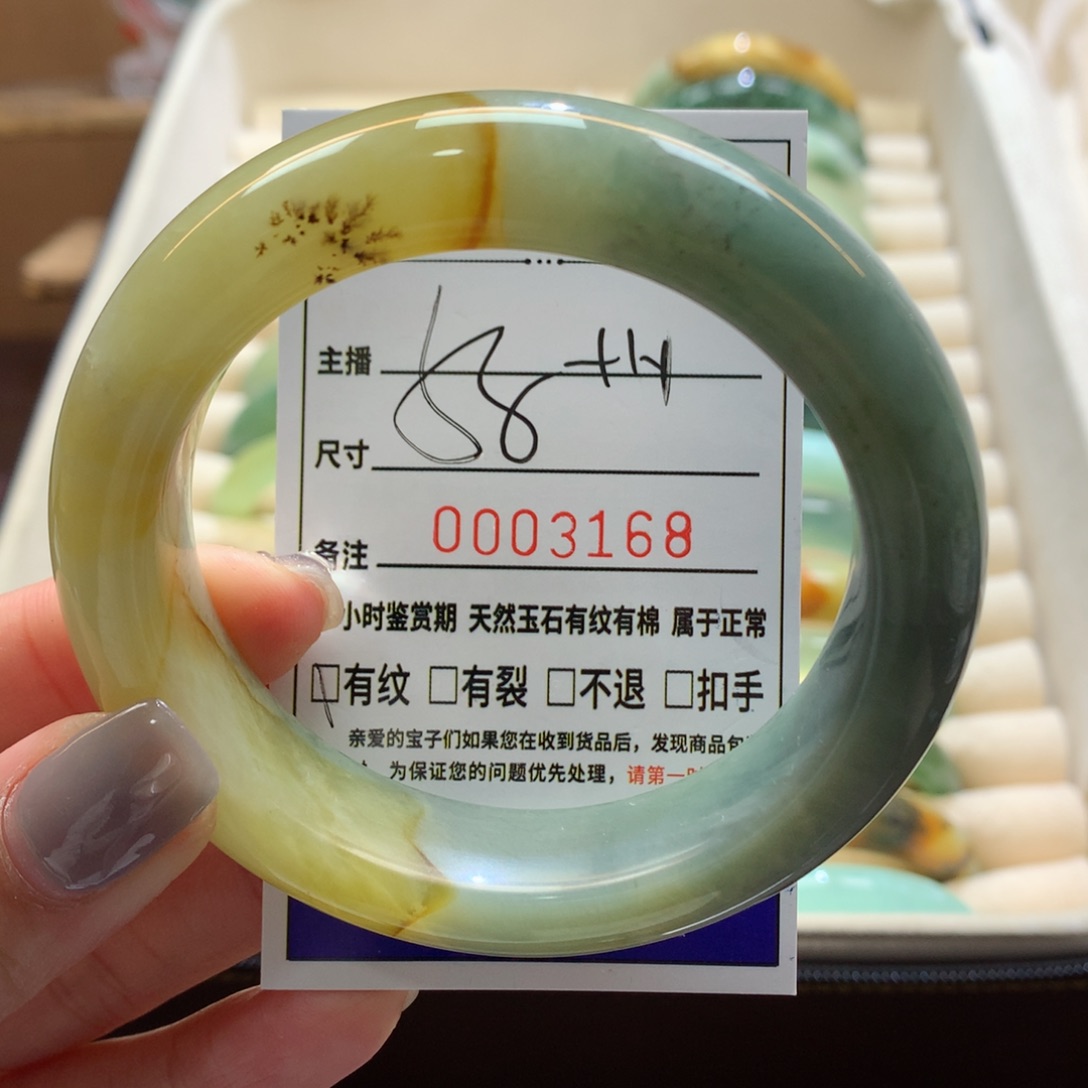 主播
58
尺寸
备注 0003168
小时鉴赏期 天然玉石有纹有棉 属于正常
□有纹 □有裂 □不退 □扣手
亲爱的宝子们如果您在收到货品后，发现商品包
为保证您的问题优先处理，请第一时